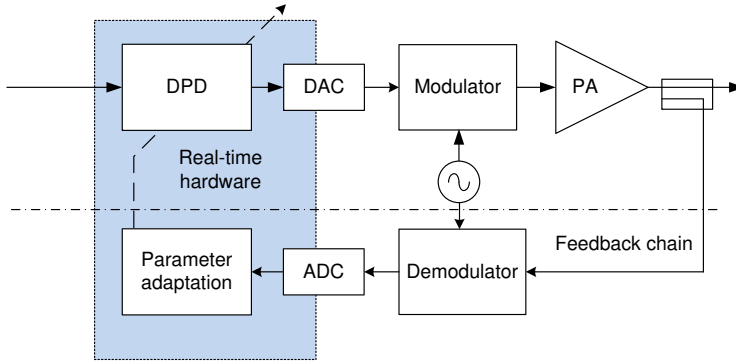 DPD
DAC
Modulator
PA
Real-time
hardware
Parameter
adaptation
ADC
Demodulator
Feedback chain